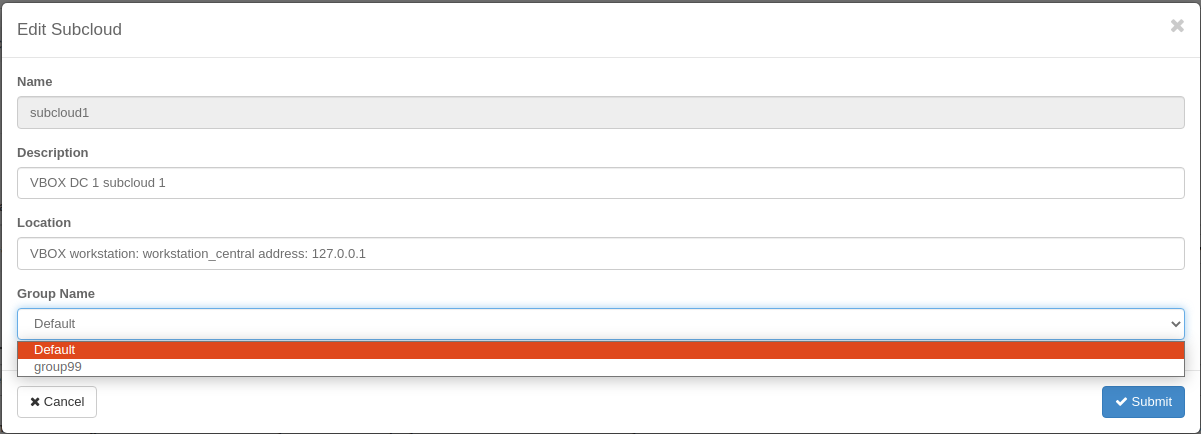 Edit Subcloud
Name
subcloud1
Description
VBOX DC 1 subcloud 1
Location
VBOX workstation: workstation_central address: 127.0.0.1
Group Name
Default
Default
group99
Cancel
Submit